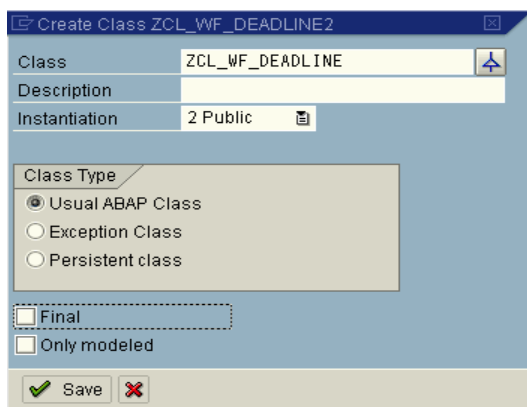 Create Class ZCL_WF_DEADLINE2
Class ZCL_WF_DEADLINE
Description
Instantiation 2 Public
Class Type
Usual ABAP Class
Exception Class
Persistent class
Final
Only modeled
Save